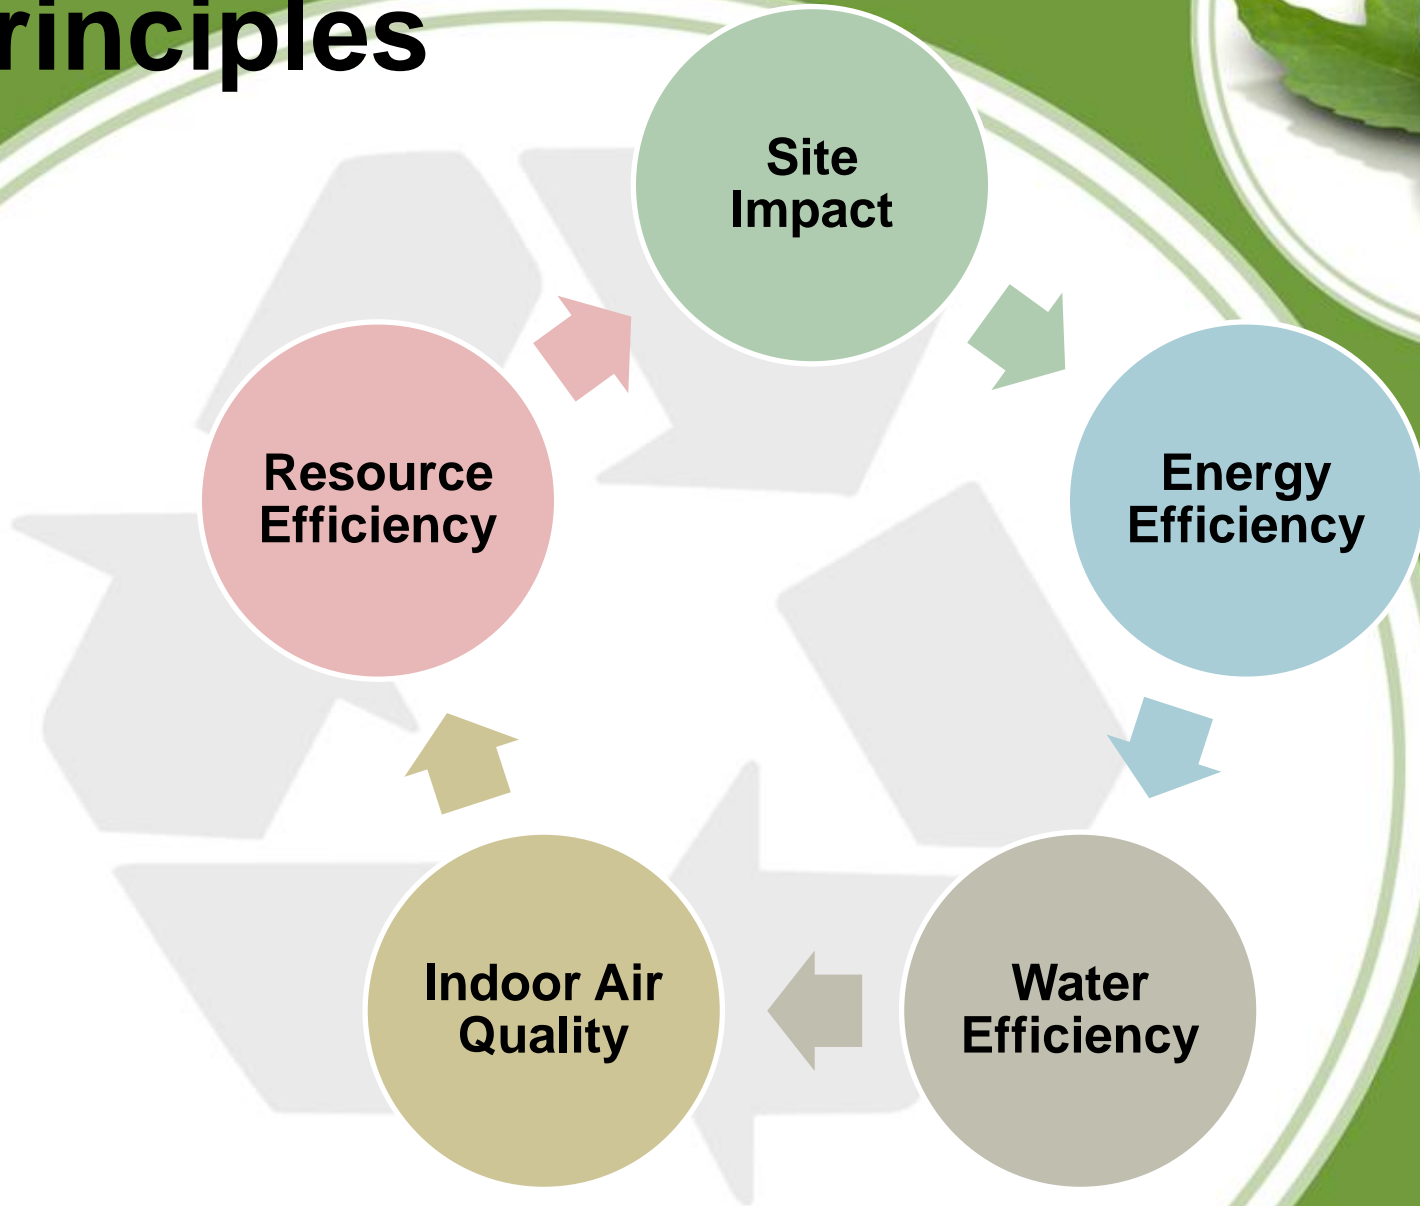 rinciples
Site
Impact
Energy
Efficiency
Water
Efficiency
Indoor Air
Quality
Resource
Efficiency